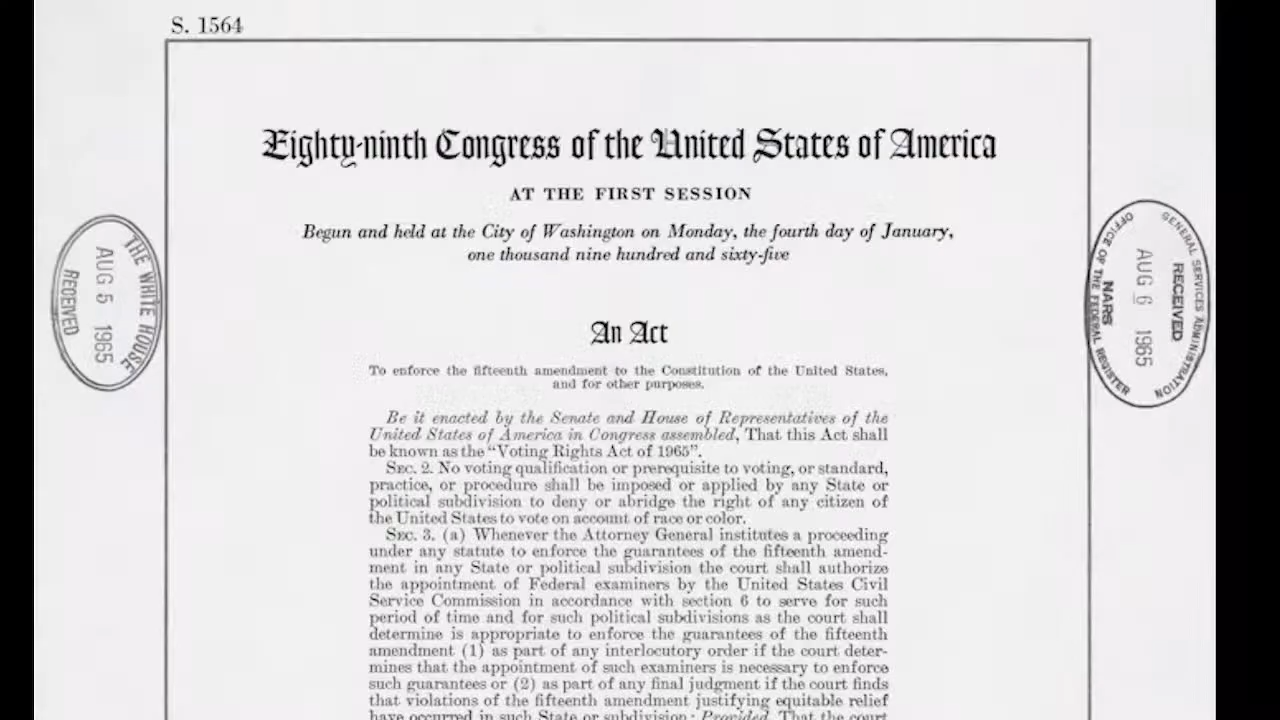 S. 1564
Eighty-ninth Congress of the United States of America
AT THE FIRST SESSION
Begun and held at the City of Washington on Monday, the fourth day of January,
one thousand nine hundred and sixty-five
THE WHITE HOUSE
AUG 5 1965
RECEIVED
GENERAL SERVICES ADMINISTRATION
RECEIVED
AUG 6 1965
NARS
OFFICE OF THE FEDERAL REGISTER
An Act
To enforce the fifteenth amendment to the Constitution of the United States,
and for other purposes.
Be it enacted by the Senate and House of Representatives of the
United States of America in Congress assembled, That this Act shall
be known as the “Voting Rights Act of 1965”.
SEC. 2. No voting qualification or prerequisite to voting, or standard,
practice, or procedure shall be imposed or applied by any State or
political subdivision to deny or abridge the right of any citizen of
the United States to vote on account of race or color.
SEC. 3. (a) Whenever the Attorney General institutes a proceeding
under any statute to enforce the guarantees of the fifteenth amend-
ment in any State or political subdivision the court shall authorize
the appointment of Federal examiners by the United States Civil
Service Commission in accordance with section 6 to serve for such
period of time and for such political subdivisions as the court shall
determine is appropriate to enforce the guarantees of the fifteenth
amendment (1) as part of any interlocutory order if the court deter-
mines that the appointment of such examiners is necessary to enforce
such guarantees or (2) as part of any final judgment if the court finds
that violations of the fifteenth amendment justifying equitable relief
have occurred in such State or subdivision: Provided, That the court